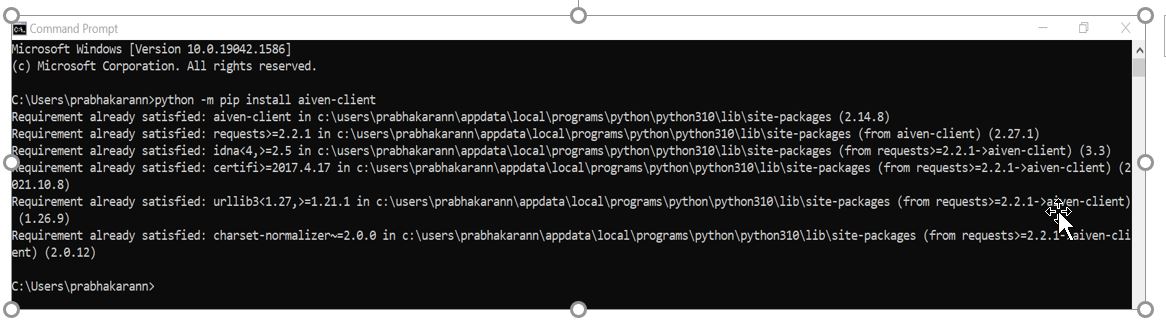 Command Prompt
Microsoft Windows [Version 10.0.19042.1586]
(c) Microsoft Corporation. All rights reserved.
C:\Users\prabhakarann>python -m pip install aiven-client
Requirement already satisfied: aiven-client in c:\users\prabhakarann\appdata\local\programs\python\python310\lib\site-packages (2.14.8)
Requirement already satisfied: requests>=2.2.1 in c:\users\prabhakarann\appdata\local\programs\python\python310\lib\site-packages (from aiven-client) (2.27.1)
Requirement already satisfied: idna<4,>=2.5 in c:\users\prabhakarann\appdata\local\programs\python\python310\lib\site-packages (from requests>=2.2.1->aiven-client) (3.3)
Requirement already satisfied: certifi>=2017.4.17 in c:\users\prabhakarann\appdata\local\programs\python\python310\lib\site-packages (from requests>=2.2.1->aiven-client) (2
021.10.8)
Requirement already satisfied: urllib3<1.27,>=1.21.1 in c:\users\prabhakarann\appdata\local\programs\python\python310\lib\site-packages (from requests>=2.2.1->aiven-client)
(1.26.9)
Requirement already satisfied: charset-normalizer~=2.0.0 in c:\users\prabhakarann\appdata\local\programs\python\python310\lib\site-packages (from requests>=2.2.1->aiven-cli
ent) (2.0.12)
C:\Users\prabhakarann>